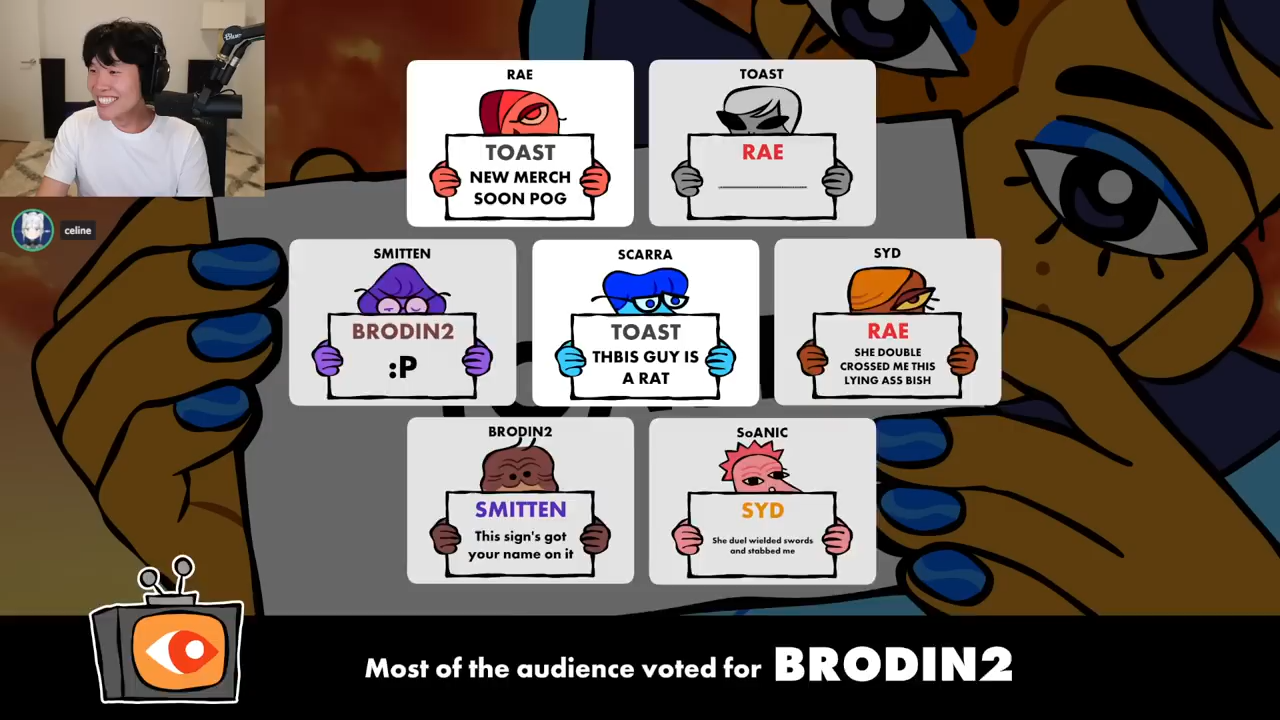 Blue
celine
RAE
TOAST
NEW MERCH
SOON POG
TOAST
RAE
SMITTEN
BRODIN2
:P
SCARRA
TOAST
THBIS GUY IS
A RAT
SYD
RAE
SHE DOUBLE
CROSSED ME THIS
LYING ASS BISH
BRODIN2
SMITTEN
This sign's got
your name on it
SoANIC
SYD
She duel wielded swords
and stabbed me
Most of the audience voted for BRODIN2